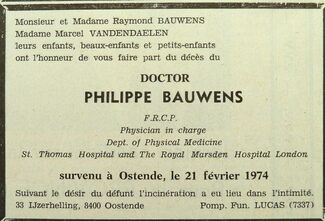 Monsieur et Madame Raymond BAUWENS
Madame Marcel VANDENDAELEN
leurs enfants, beaux-enfants et petits-enfants
ont l'honneur de vous faire part du décès du
DOCTOR
PHILIPPE BAUWENS
F.R.C.P.
Physician in charge
Dept. of Physical Medicine
St. Thomas Hospital and The Royal Marsden Hospital London
survenu à Ostende, le 21 février 1974
Suivant le désir du défunt l'incinération a eu lieu dans l'intimité.
33 IJzerhelling, 8400 Oostende Pomp. Fun. LUCAS (7337)